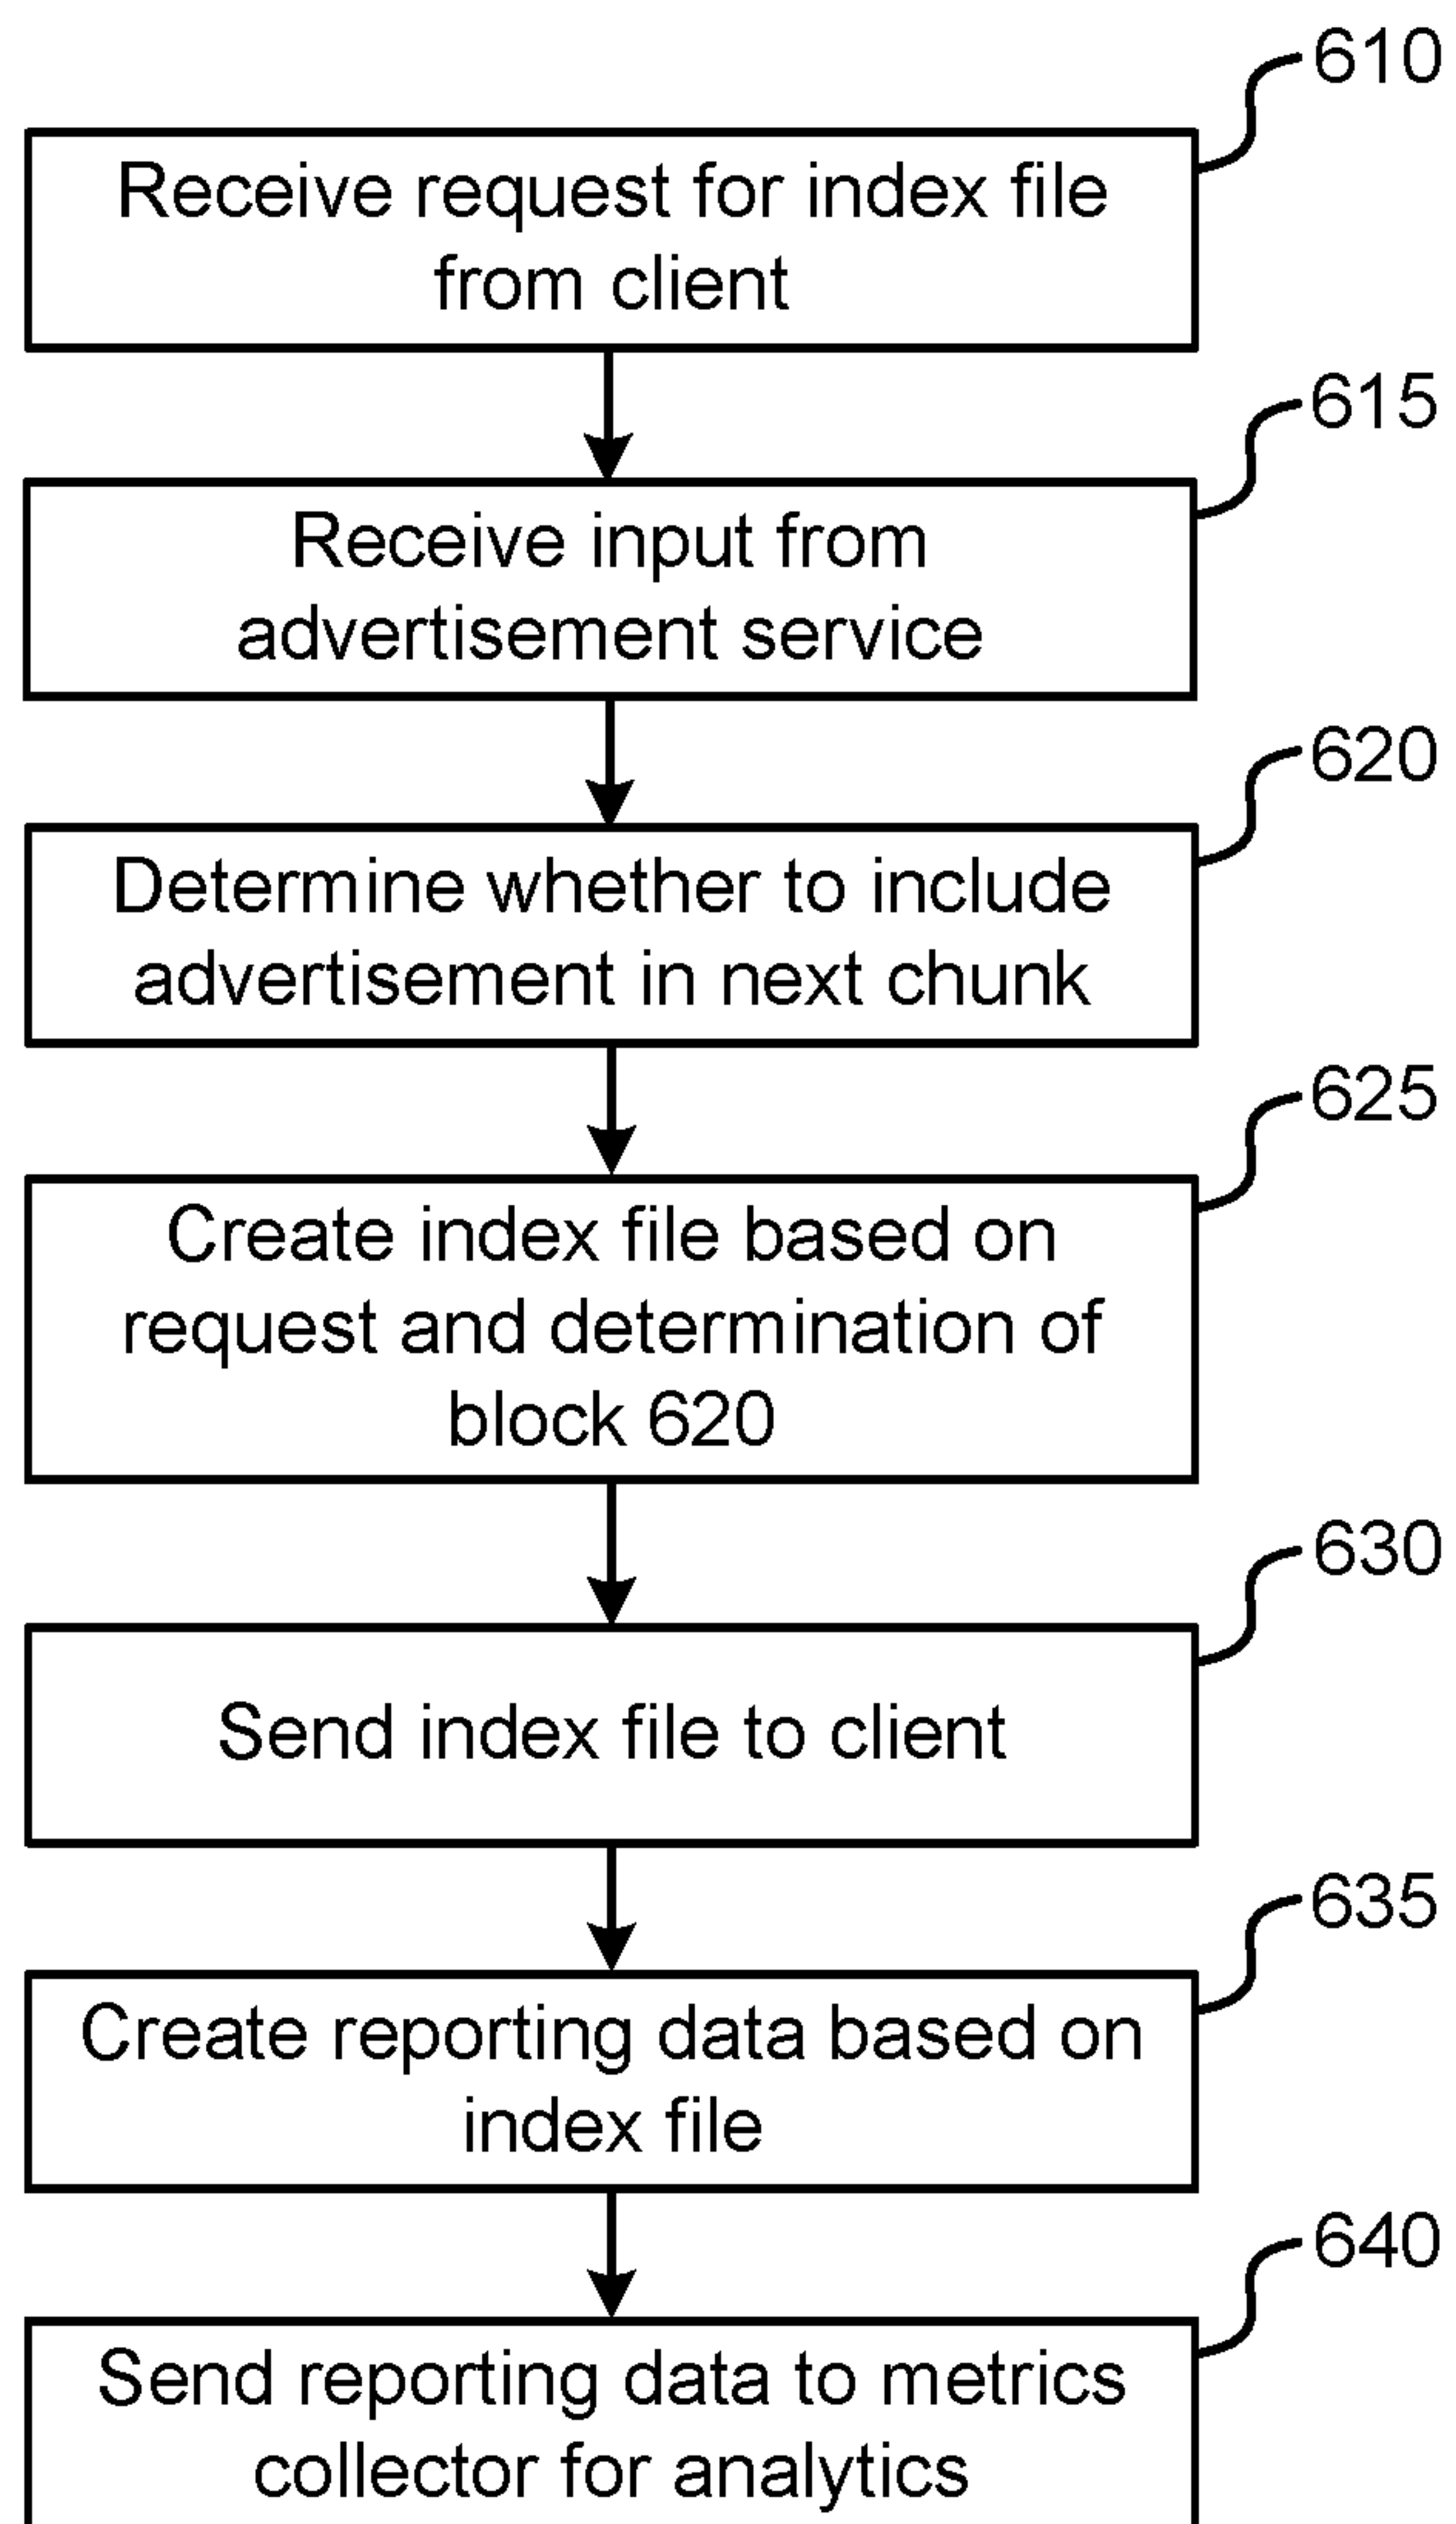 610
Receive request for index file
from client
615
Receive input from
advertisement service
620
Determine whether to include
advertisement in next chunk
625
Create index file based on
request and determination of
block 620
630
Send index file to client
635
Create reporting data based on
index file
640
Send reporting data to metrics
collector for analytics